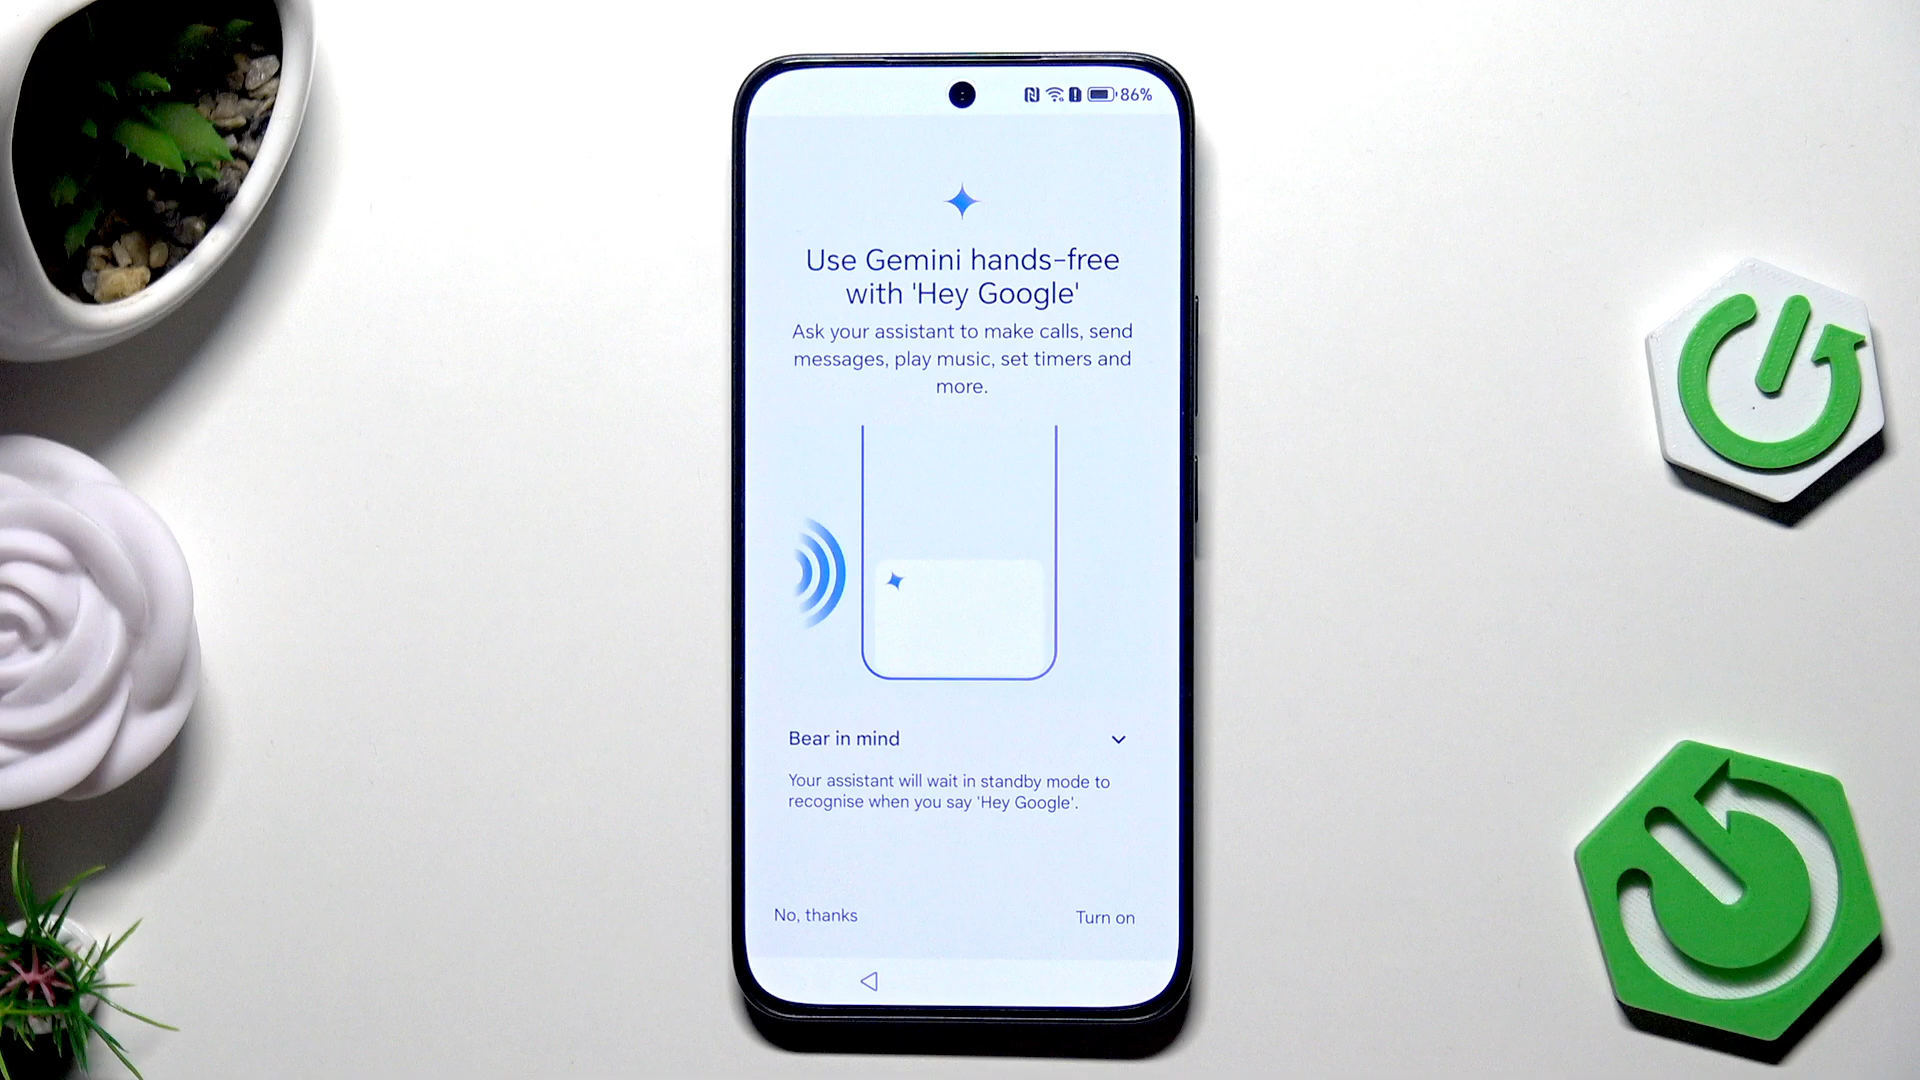 86%
Use Gemini hands-free
with 'Hey Google'
Ask your assistant to make calls, send
messages, play music, set timers and
more.
Bear in mind
Your assistant will wait in standby mode to
recognise when you say 'Hey Google'.
No, thanks
Turn on